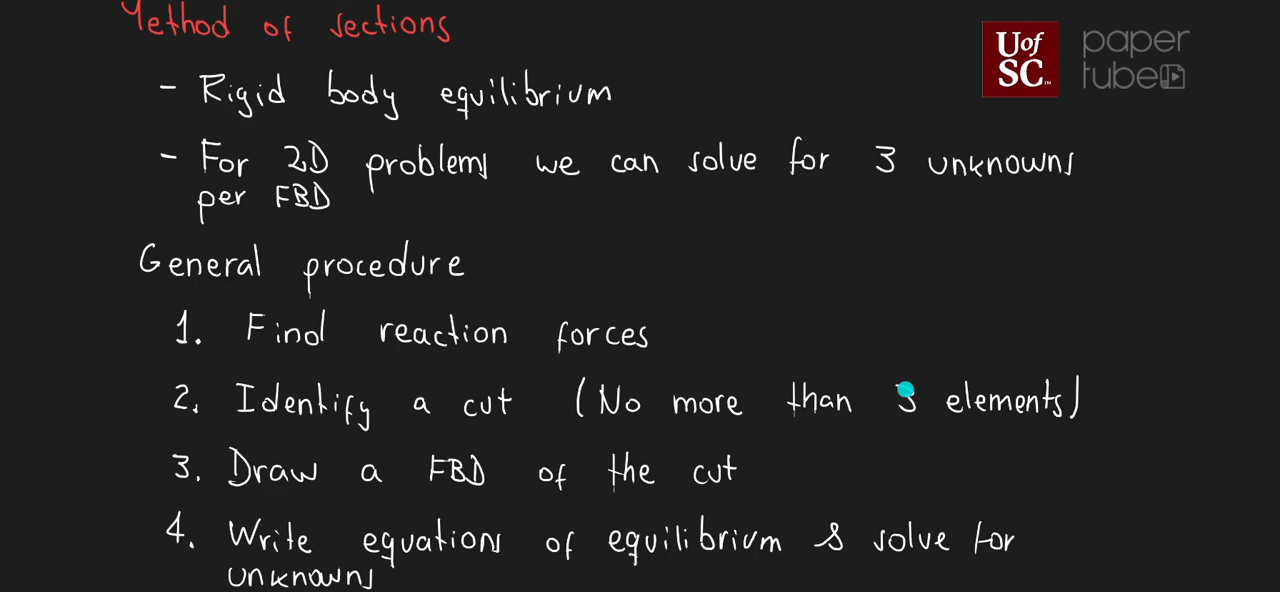 Method of sections
UofSC™
paper
tube
- Rigid body equilibrium
- For 2D problems we can solve for 3 unknowns
per FBD
General procedure
1. Find reaction forces
2. Identify a cut (No more than 3 elements)
3. Draw a FBD of the cut
4. Write equations of equilibrium & solve for
unknowns